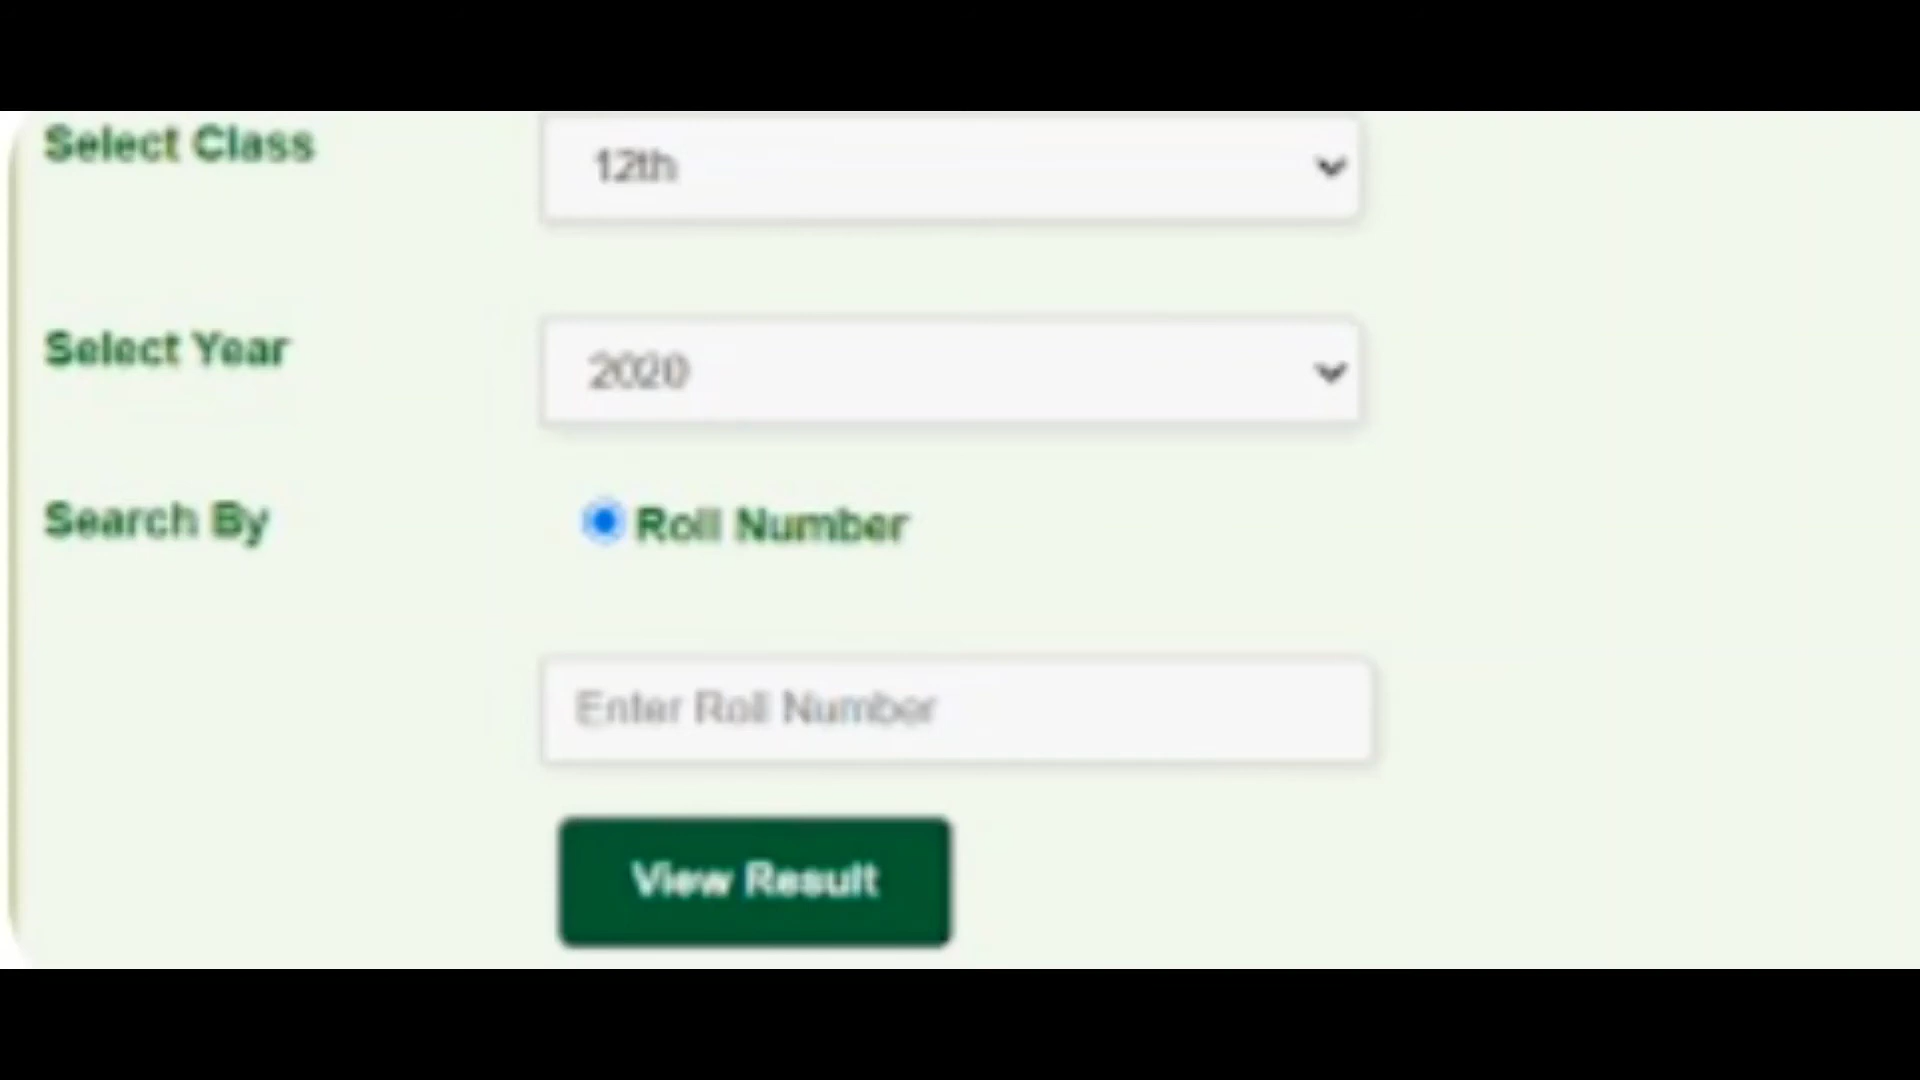 Select Class
12th
Select Year
2020
Search By
Roll Number
Enter Roll Number
View Result